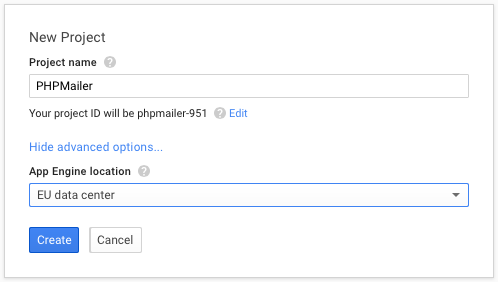 New Project
Project name ?
PHPMailer
Your project ID will be phpmailer-951 ? Edit
Hide advanced options...
App Engine location ?
EU data center
Create Cancel